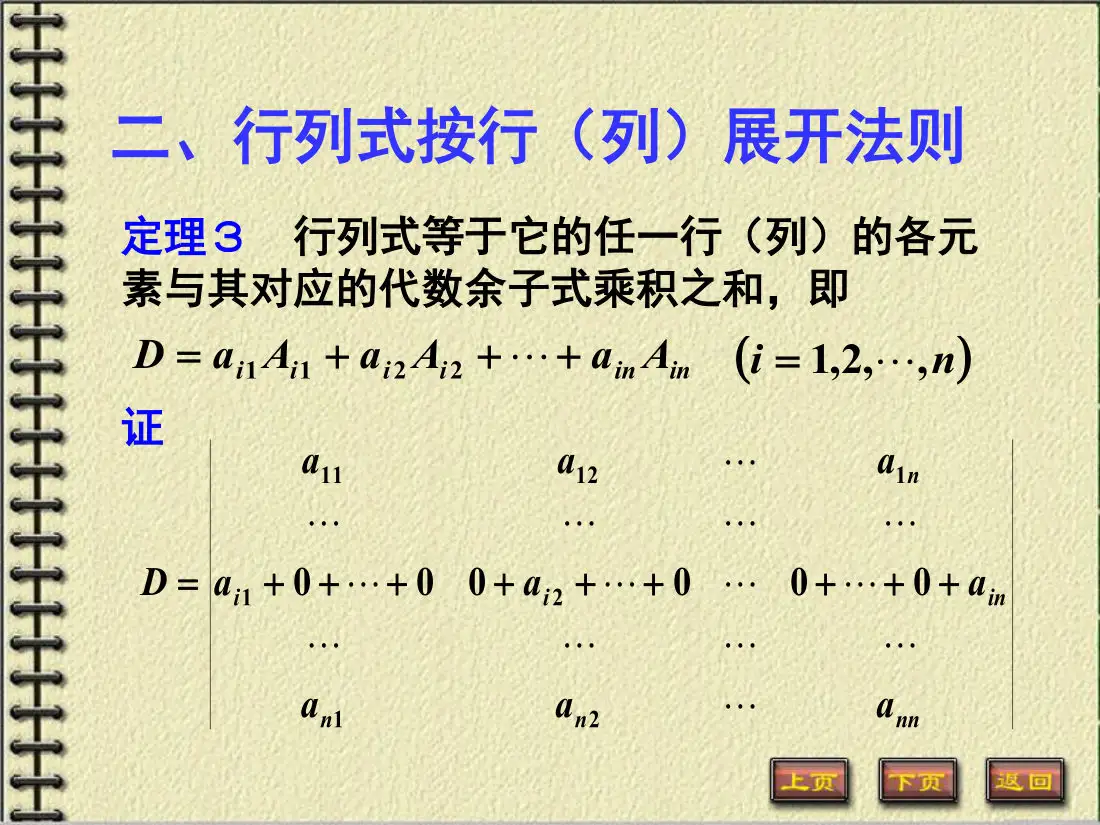 二、行列式按行（列）展开法则
定理３ 行列式等于它的任一行（列）的各元
素与其对应的代数余子式乘积之和，即
D = a_{i1} A_{i1} + a_{i2} A_{i2} + ⋯ + a_{in} A_{in} (i = 1,2,⋯,n)
证
a_{11} a_{12} ⋯ a_{1n}
⋯ ⋯ ⋯ ⋯
D = a_{i1} + 0 + ⋯ + 0 0 + a_{i2} + ⋯ + 0 ⋯ 0 + ⋯ + 0 + a_{in}
⋯ ⋯ ⋯ ⋯
a_{n1} a_{n2} ⋯ a_{nn}
上页 下页 返回